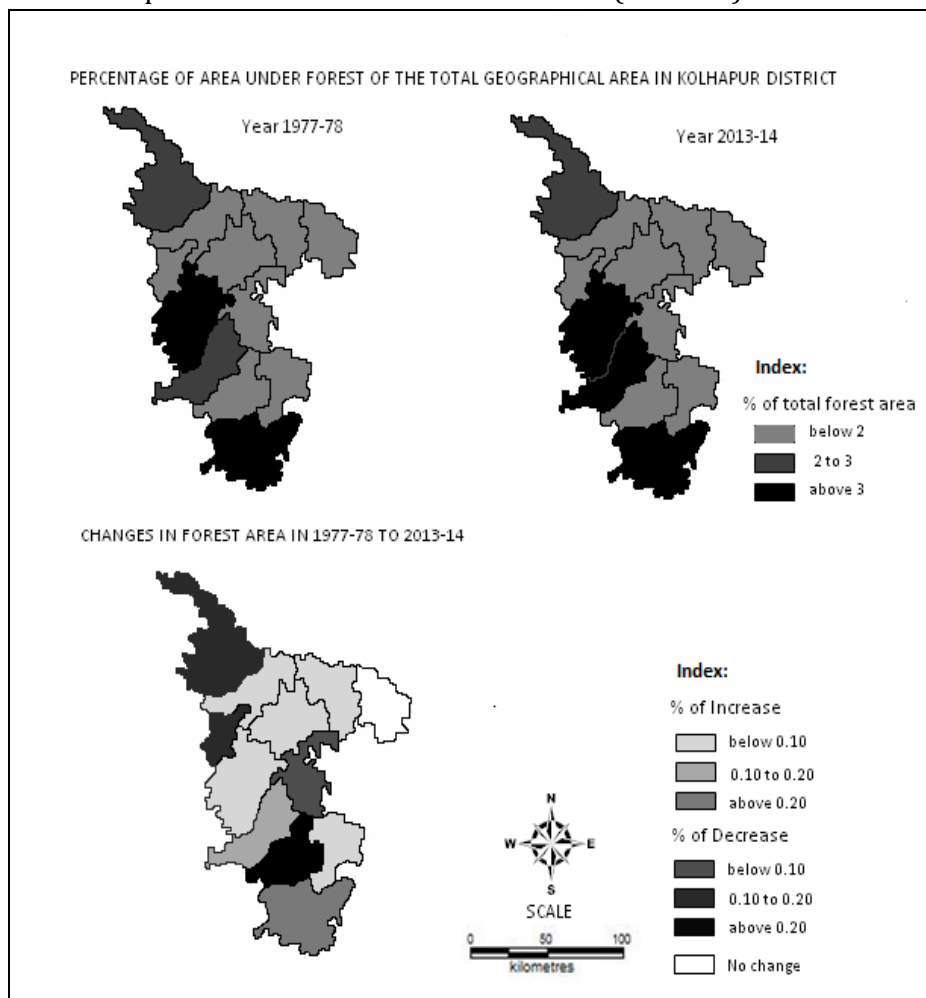 PERCENTAGE OF AREA UNDER FOREST OF THE TOTAL GEOGRAPHICAL AREA IN KOLHAPUR DISTRICT
Year 1977-78
Year 2013-14
Index:
% of total forest area
below 2
2 to 3
above 3
CHANGES IN FOREST AREA IN 1977-78 TO 2013-14
Index:
% of Increase
below 0.10
0.10 to 0.20
above 0.20
% of Decrease
below 0.10
0.10 to 0.20
above 0.20
No change
N
W E
S
SCALE
0 50 100
kilometres